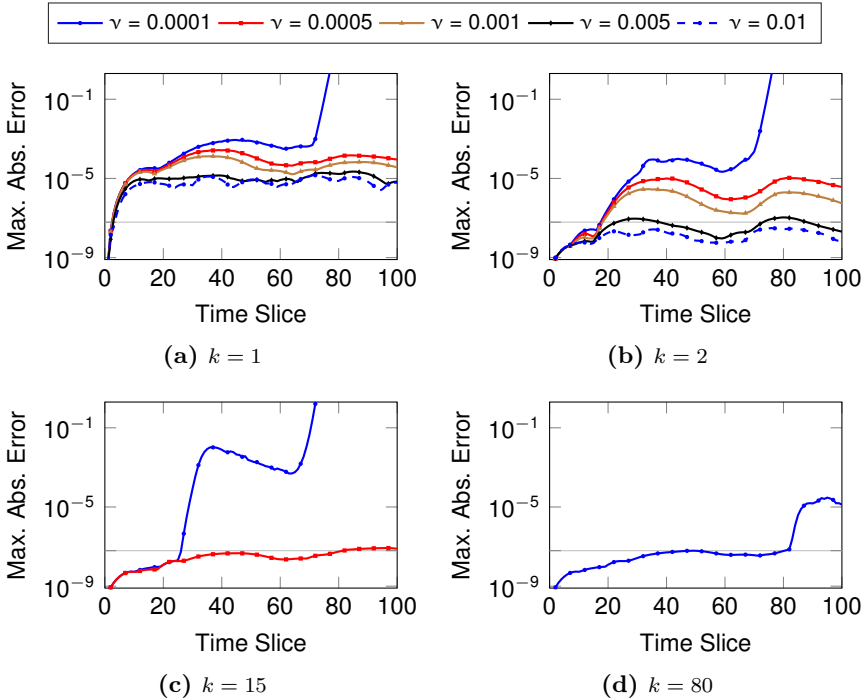 ν = 0.0001 ν = 0.0005 ν = 0.001 ν = 0.005 ν = 0.01
Max. Abs. Error
10⁻¹
10⁻⁵
10⁻⁹
0 20 40 60 80 100
Time Slice
(a) k = 1
Max. Abs. Error
10⁻¹
10⁻⁵
10⁻⁹
0 20 40 60 80 100
Time Slice
(b) k = 2
Max. Abs. Error
10⁻¹
10⁻⁵
10⁻⁹
0 20 40 60 80 100
Time Slice
(c) k = 15
Max. Abs. Error
10⁻¹
10⁻⁵
10⁻⁹
0 20 40 60 80 100
Time Slice
(d) k = 80